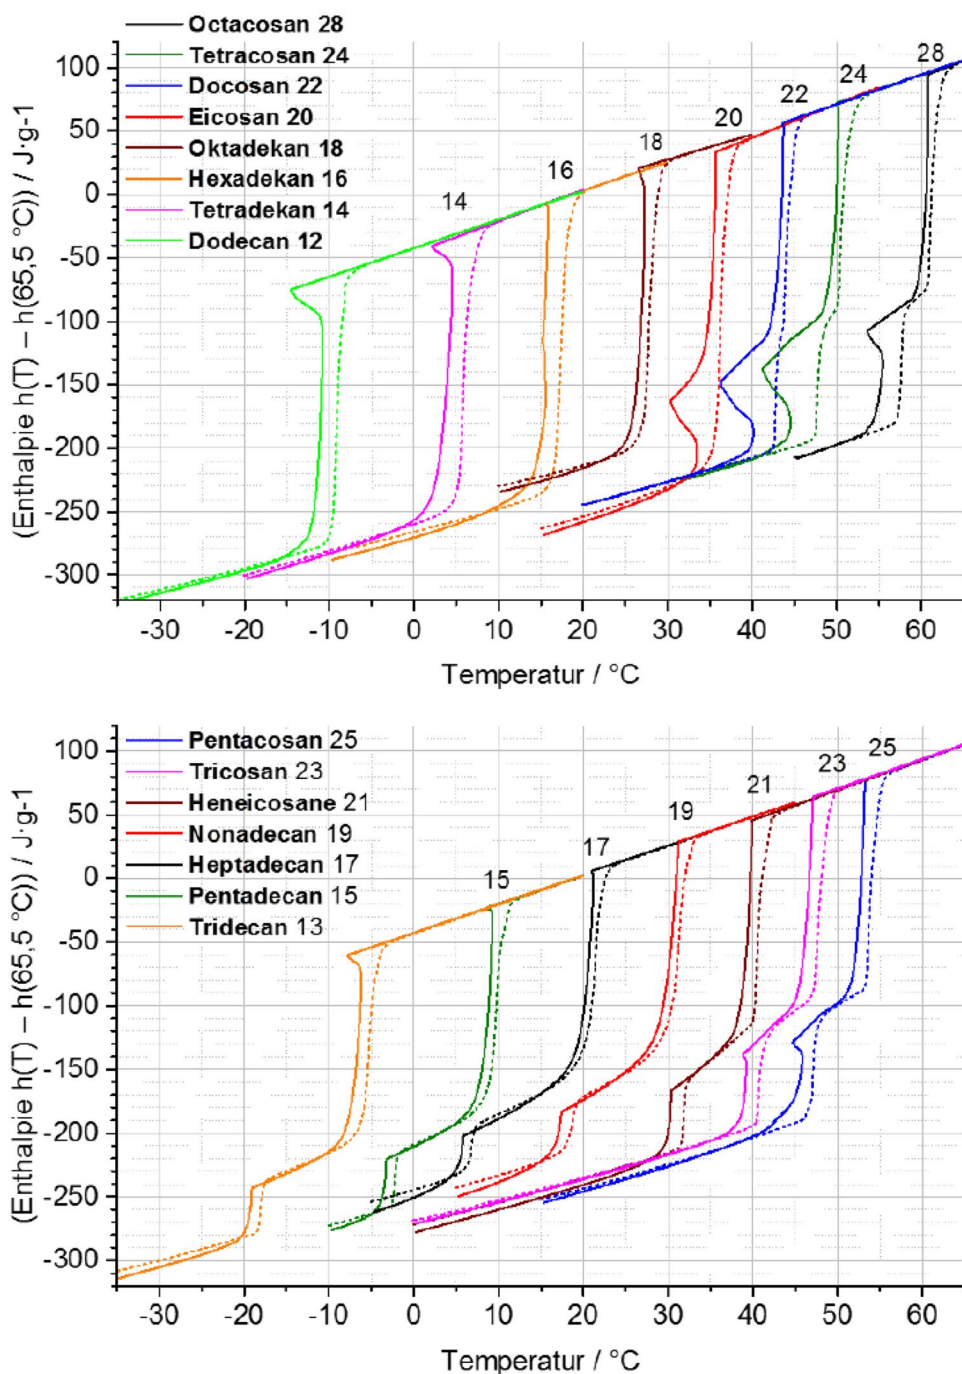 Octacosan 28
Tetracosan 24
Docosan 22
Eicosan 20
Oktadekan 18
Hexadekan 16
Tetradekan 14
Dodecan 12
28
24
22
20
18
16
14
100
50
0
-50
-100
-150
-200
-250
-300
(Enthalpie h(T) – h(65,5 °C)) / J·g-1
-30 -20 -10 0 10 20 30 40 50 60
Temperatur / °C
Pentacosan 25
Tricosan 23
Heneicosane 21
Nonadecan 19
Heptadecan 17
Pentadecan 15
Tridecan 13
25
23
21
19
17
15
100
50
0
-50
-100
-150
-200
-250
-300
(Enthalpie h(T) – h(65,5 °C)) / J·g-1
-30 -20 -10 0 10 20 30 40 50 60
Temperatur / °C